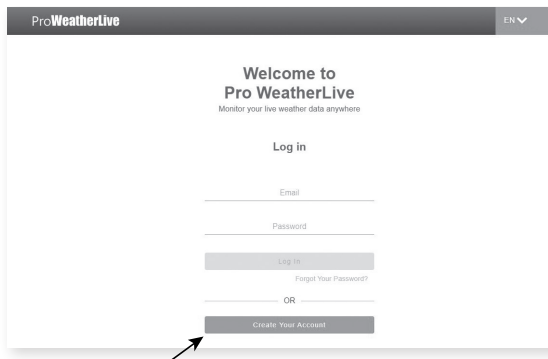 ProWeatherLive
EN
Welcome to
Pro WeatherLive
Monitor your live weather data anywhere
Log in
Email
Password
Log In
Forgot Your Password?
OR
Create Your Account